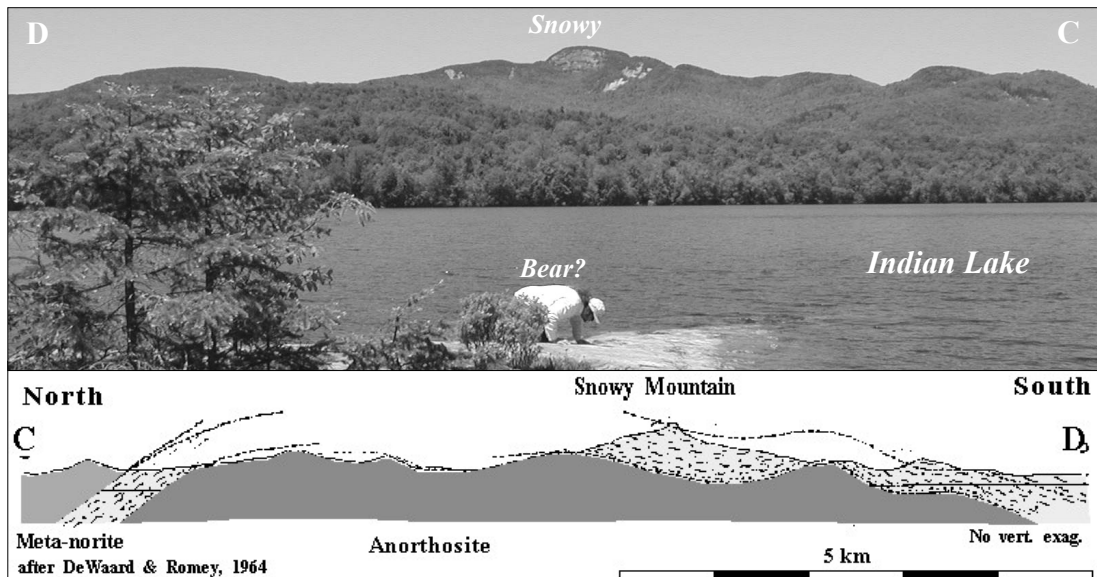 D
Snowy
C
Bear?
Indian Lake
North
Snowy Mountain
South
C
D
Meta-norite
after DeWaard & Romey, 1964
Anorthosite
No vert. exag.
5 km